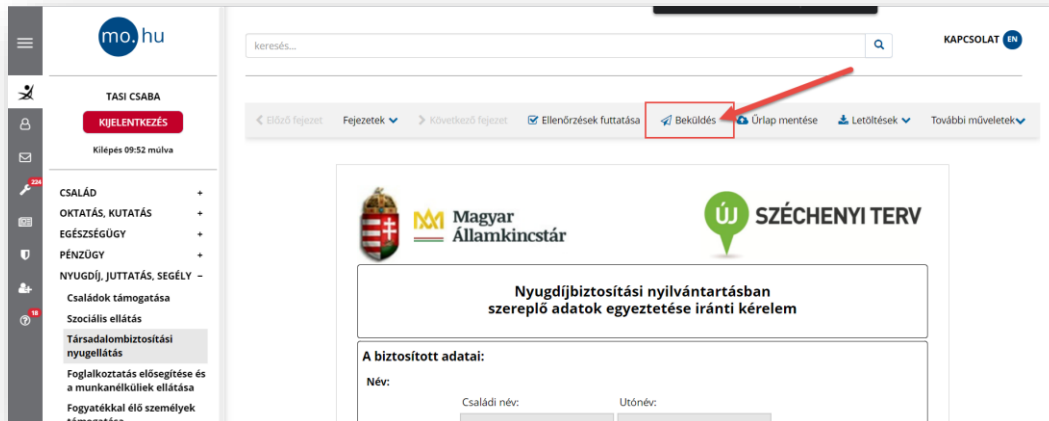 mo.hu
keresés...
KAPCSOLAT EN
TASI CSABA
KIJELENTKEZÉS
Kilépés 09:52 múlva
Előző fejezet Fejezetek Következő fejezet Ellenőrzések futtatása Beküldés Űrlap mentése Letöltések További műveletek
224
18
CSALÁD +
OKTATÁS, KUTATÁS +
EGÉSZSÉGÜGY +
PÉNZÜGY +
NYUGDÍJ, JUTTATÁS, SEGÉLY –
Családok támogatása
Szociális ellátás
Társadalombiztosítási
nyugellátás
Foglalkoztatás elősegítése és
a munkanélküliek ellátása
Fogyatékkal élő személyek
támogatása
Magyar
Államkincstár
ÚJ SZÉCHENYI TERV
Nyugdíjbiztosítási nyilvántartásban
szereplő adatok egyeztetése iránti kérelem
A biztosított adatai:
Név:
Családi név: Utónév: